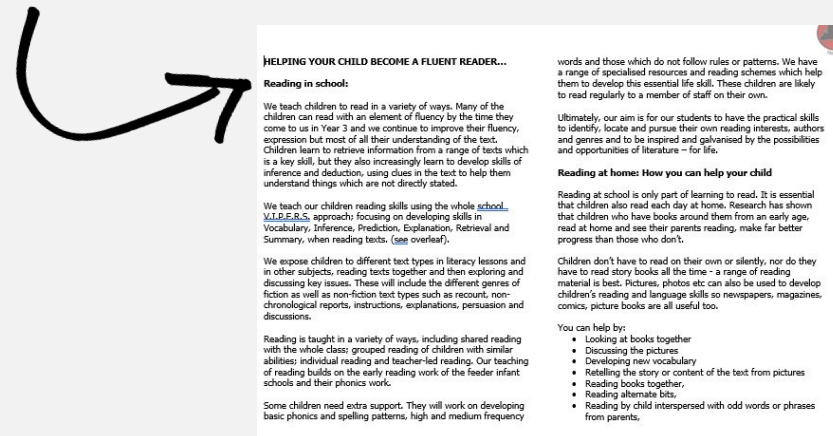 HELPING YOUR CHILD BECOME A FLUENT READER...
Reading in school:
We teach children to read in a variety of ways. Many of the
children can read with an element of fluency by the time they
come to us in Year 3 and we continue to improve their fluency,
expression but most of all their understanding of the text.
Children learn to retrieve information from a range of texts which
is a key skill, but they also increasingly learn to develop skills of
inference and deduction, using clues in the text to help them
understand things which are not directly stated.
We teach our children reading skills using the whole school
V.I.P.E.R.S. approach; focusing on developing skills in
Vocabulary, Inference, Prediction, Explanation, Retrieval and
Summary, when reading texts. (see overleaf).
We expose children to different text types in literacy lessons and
in other subjects, reading texts together and then exploring and
discussing key issues. These will include the different genres of
fiction as well as non-fiction text types such as recount, non-
chronological reports, instructions, explanations, persuasion and
discussions.
Reading is taught in a variety of ways, including shared reading
with the whole class; grouped reading of children with similar
abilities; individual reading and teacher-led reading. Our teaching
of reading builds on the early reading work of the feeder infant
schools and their phonics work.
Some children need extra support. They will work on developing
basic phonics and spelling patterns, high and medium frequency
words and those which do not follow rules or patterns. We have
a range of specialised resources and reading schemes which help
them to develop this essential life skill. These children are likely
to read regularly to a member of staff on their own.
Ultimately, our aim is for our students to have the practical skills
to identify, locate and pursue their own reading interests, authors
and genres and to be inspired and galvanised by the possibilities
and opportunities of literature – for life.
Reading at home: How you can help your child
Reading at school is only part of learning to read. It is essential
that children also read each day at home. Research has shown
that children who have books around them from an early age,
read at home and see their parents reading, make far better
progress than those who don't.
Children don't have to read on their own or silently, nor do they
have to read story books all the time - a range of reading
material is best. Pictures, photos etc can also be used to develop
children's reading and language skills so newspapers, magazines,
comics, picture books are all useful too.
You can help by:
• Looking at books together
• Discussing the pictures
• Developing new vocabulary
• Retelling the story or content of the text from pictures
• Reading books together,
• Reading alternate bits,
• Reading by child interspersed with odd words or phrases
from parents,